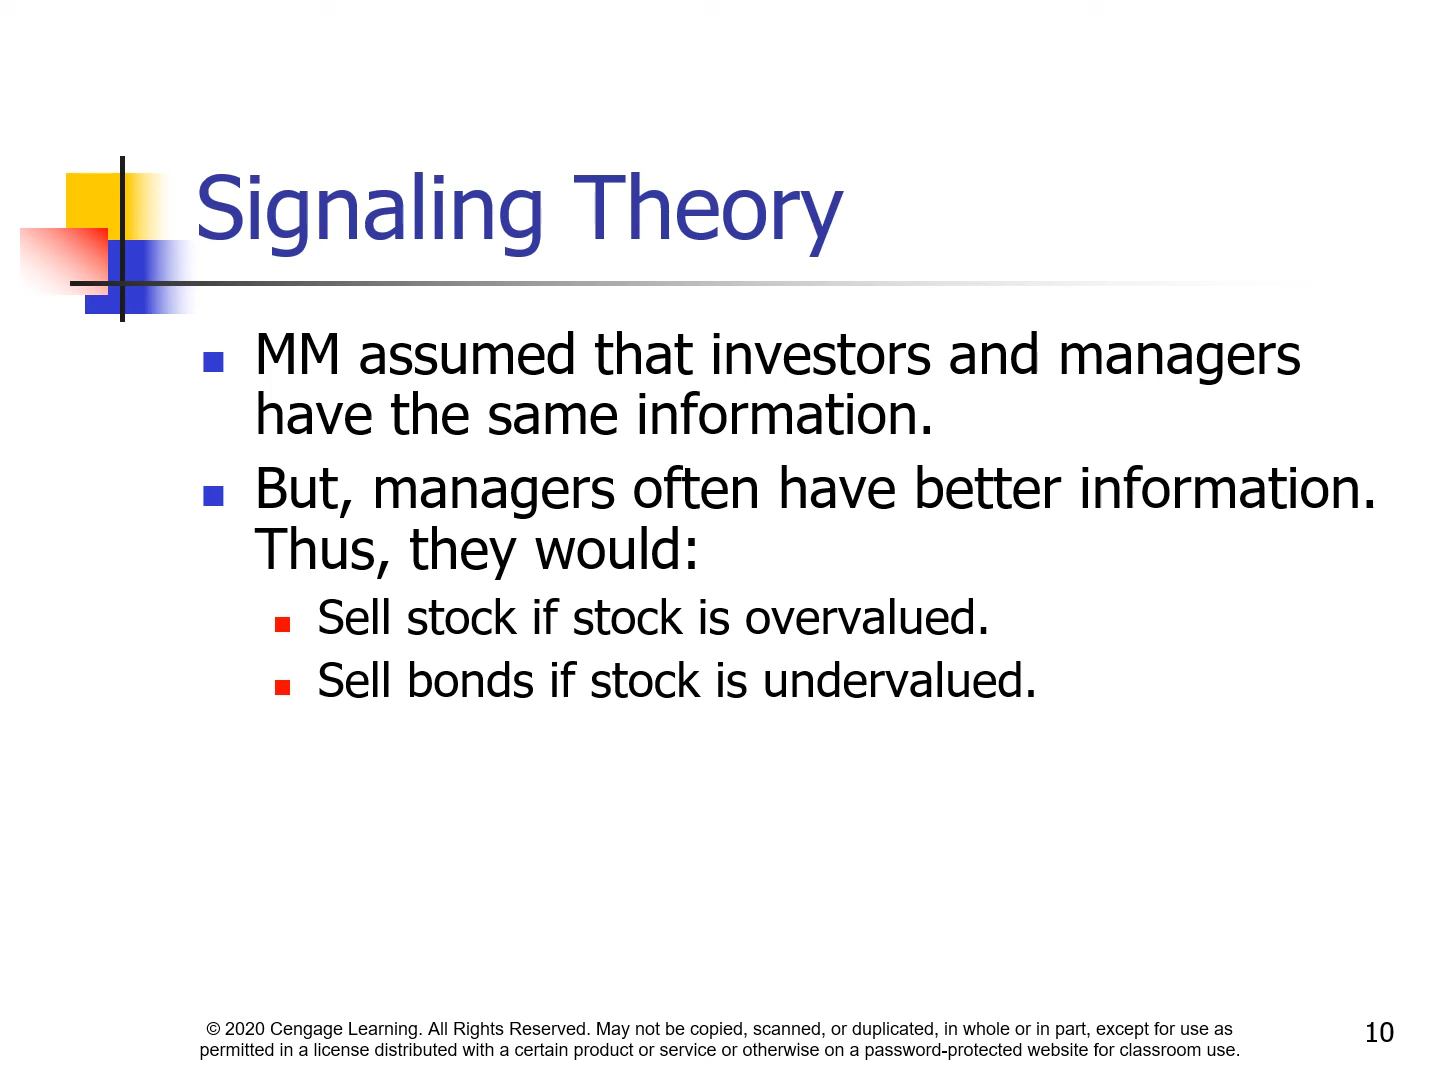 Signaling Theory
MM assumed that investors and managers
have the same information.
But, managers often have better information.
Thus, they would:
Sell stock if stock is overvalued.
Sell bonds if stock is undervalued.
© 2020 Cengage Learning. All Rights Reserved. May not be copied, scanned, or duplicated, in whole or in part, except for use as
permitted in a license distributed with a certain product or service or otherwise on a password-protected website for classroom use.
10